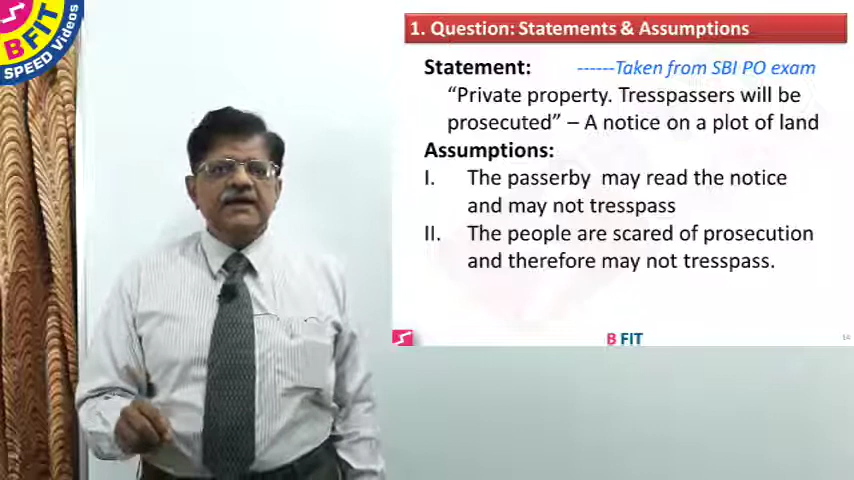 BFIT
SPEED Videos
1. Question: Statements & Assumptions
Statement: ------Taken from SBI PO exam
“Private property. Tresspassers will be
prosecuted” – A notice on a plot of land
Assumptions:
I. The passerby may read the notice
and may not tresspass
II. The people are scared of prosecution
and therefore may not tresspass.
B FIT
14